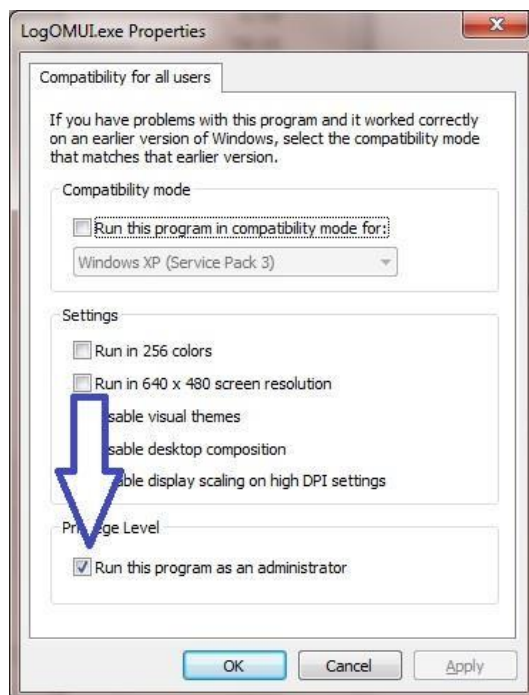 LogOMUI.exe Properties
Compatibility for all users
If you have problems with this program and it worked correctly
on an earlier version of Windows, select the compatibility mode
that matches that earlier version.
Compatibility mode
Run this program in compatibility mode for:
Windows XP (Service Pack 3)
Settings
Run in 256 colors
Run in 640 x 480 screen resolution
visual themes
desktop composition
display scaling on high DPI settings
Level
Run this program as an administrator
OK
Cancel
Apply